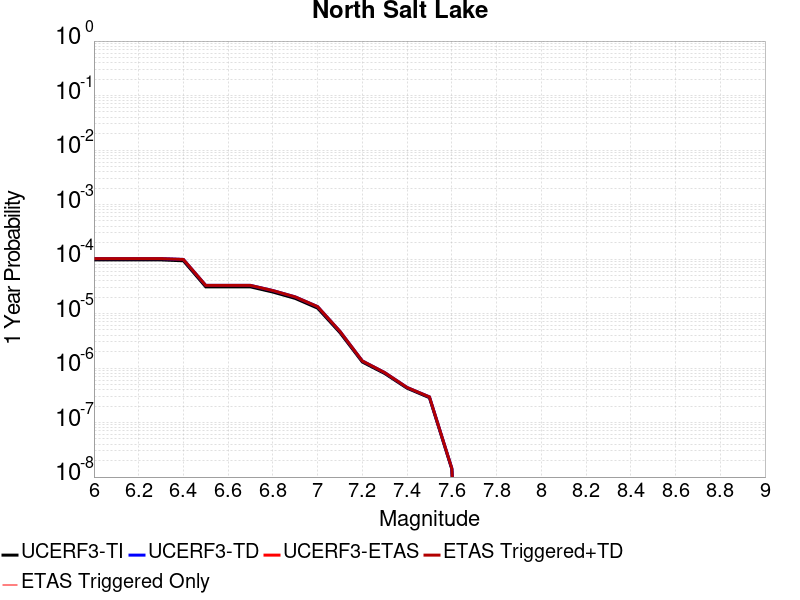 North Salt Lake
10^0
10^-1
10^-2
10^-3
10^-4
10^-5
10^-6
10^-7
10^-8
1 Year Probability
6 6.2 6.4 6.6 6.8 7 7.2 7.4 7.6 7.8 8 8.2 8.4 8.6 8.8 9
Magnitude
UCERF3-TI UCERF3-TD UCERF3-ETAS ETAS Triggered+TD
ETAS Triggered Only